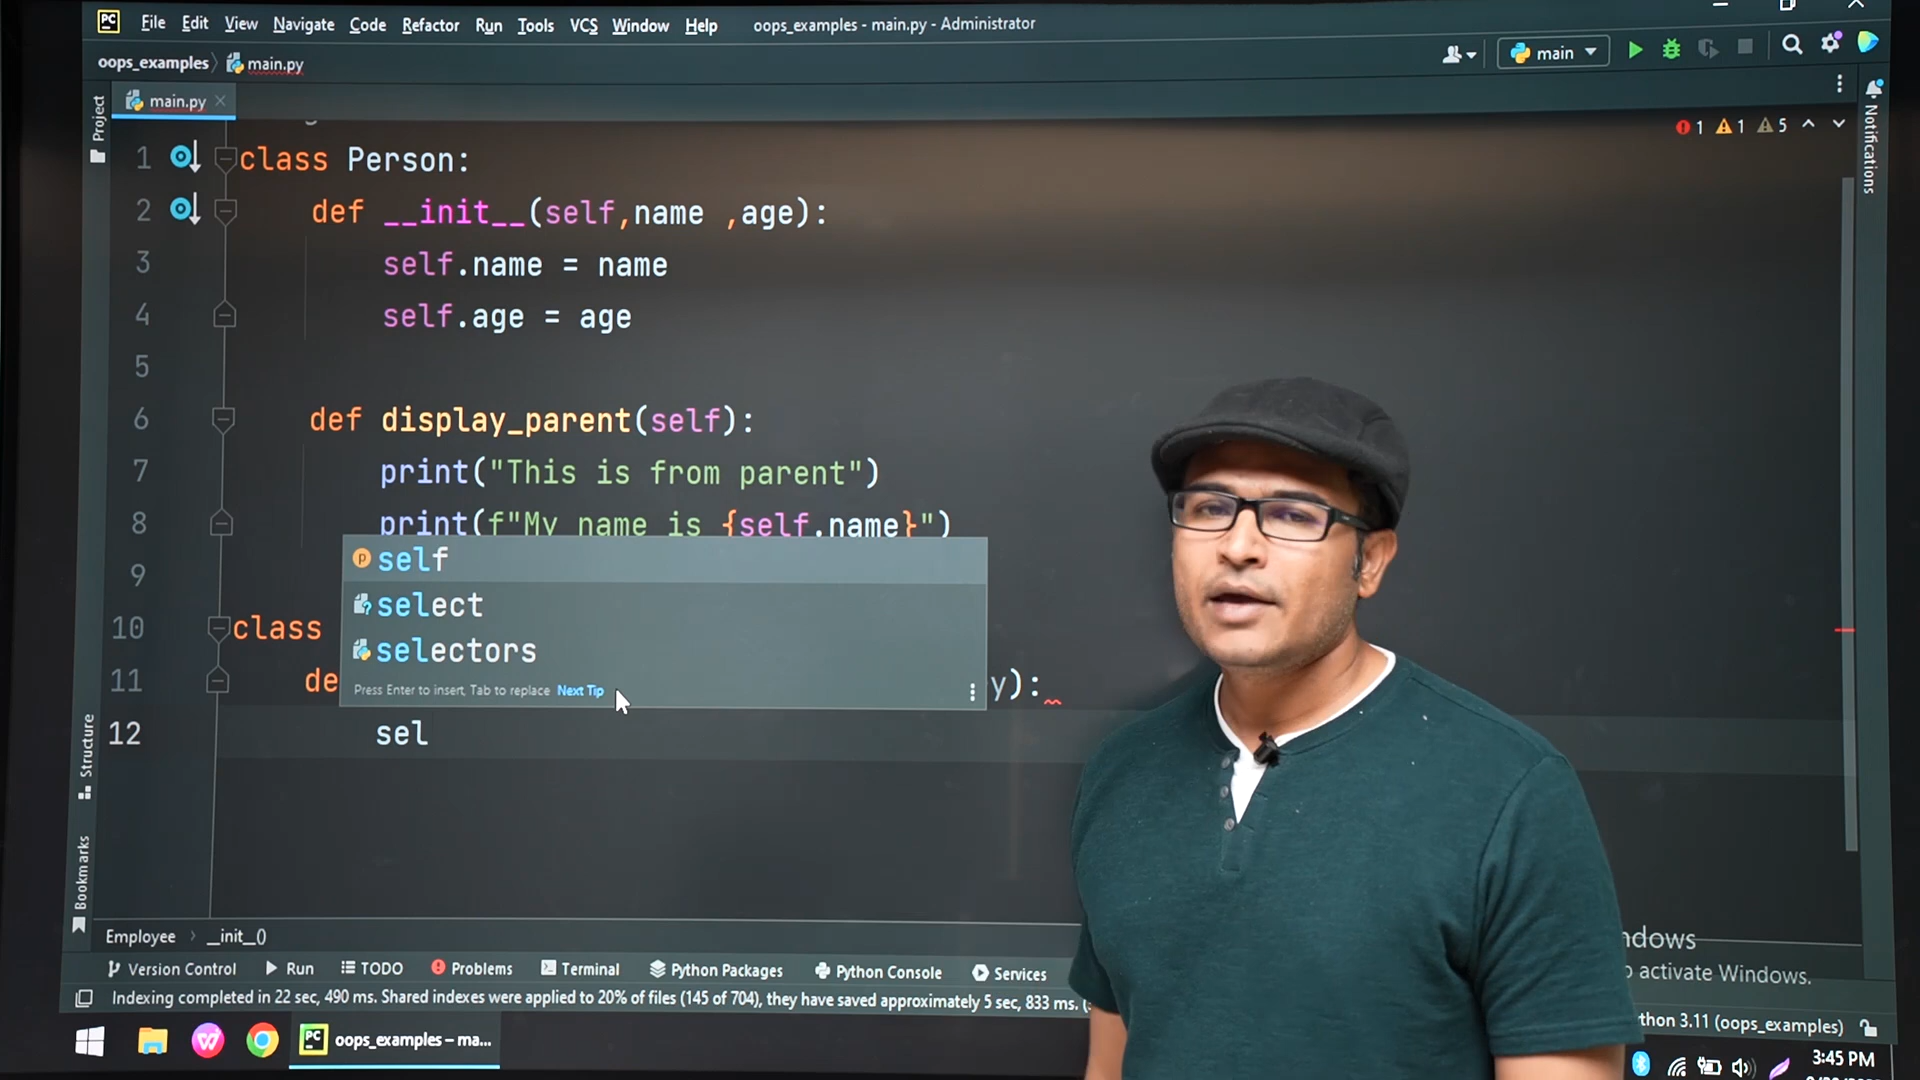 PC File Edit View Navigate Code Refactor Run Tools VCS Window Help oops_examples - main.py - Administrator
oops_examples main.py
main
main.py
1 1 5
Project
Notifications
1 class Person:
2 def __init__(self,name ,age):
3 self.name = name
4 self.age = age
5
6 def display_parent(self):
7 print("This is from parent")
8 print(f"My name is {self.name}")
9
self
select
selectors
Press Enter to insert, Tab to replace Next Tip
10 class
11 de y):
12 sel
Structure
Bookmarks
Employee __init__()
ndows
activate Windows.
Version Control Run TODO Problems Terminal Python Packages Python Console Services
Indexing completed in 22 sec, 490 ms. Shared indexes were applied to 20% of files (145 of 704), they have saved approximately 5 sec, 833 ms.
thon 3.11 (oops_examples)
PC oops_examples – ma...
3:45 PM